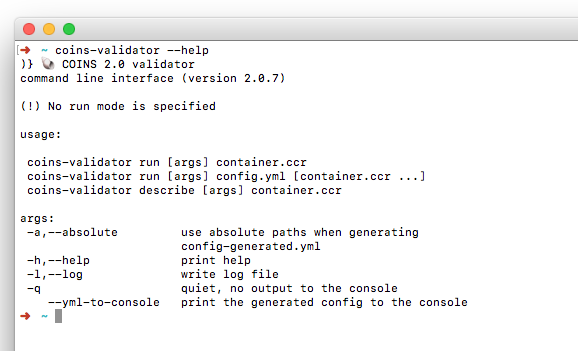 ➜ ~ coins-validator --help
)} COINS 2.0 validator
command line interface (version 2.0.7)
(!) No run mode is specified
usage:
coins-validator run [args] container.ccr
coins-validator run [args] config.yml [container.ccr ...]
coins-validator describe [args] container.ccr
args:
-a,--absolute use absolute paths when generating
config-generated.yml
-h,--help print help
-l,--log write log file
-q quiet, no output to the console
--yml-to-console print the generated config to the console
➜ ~